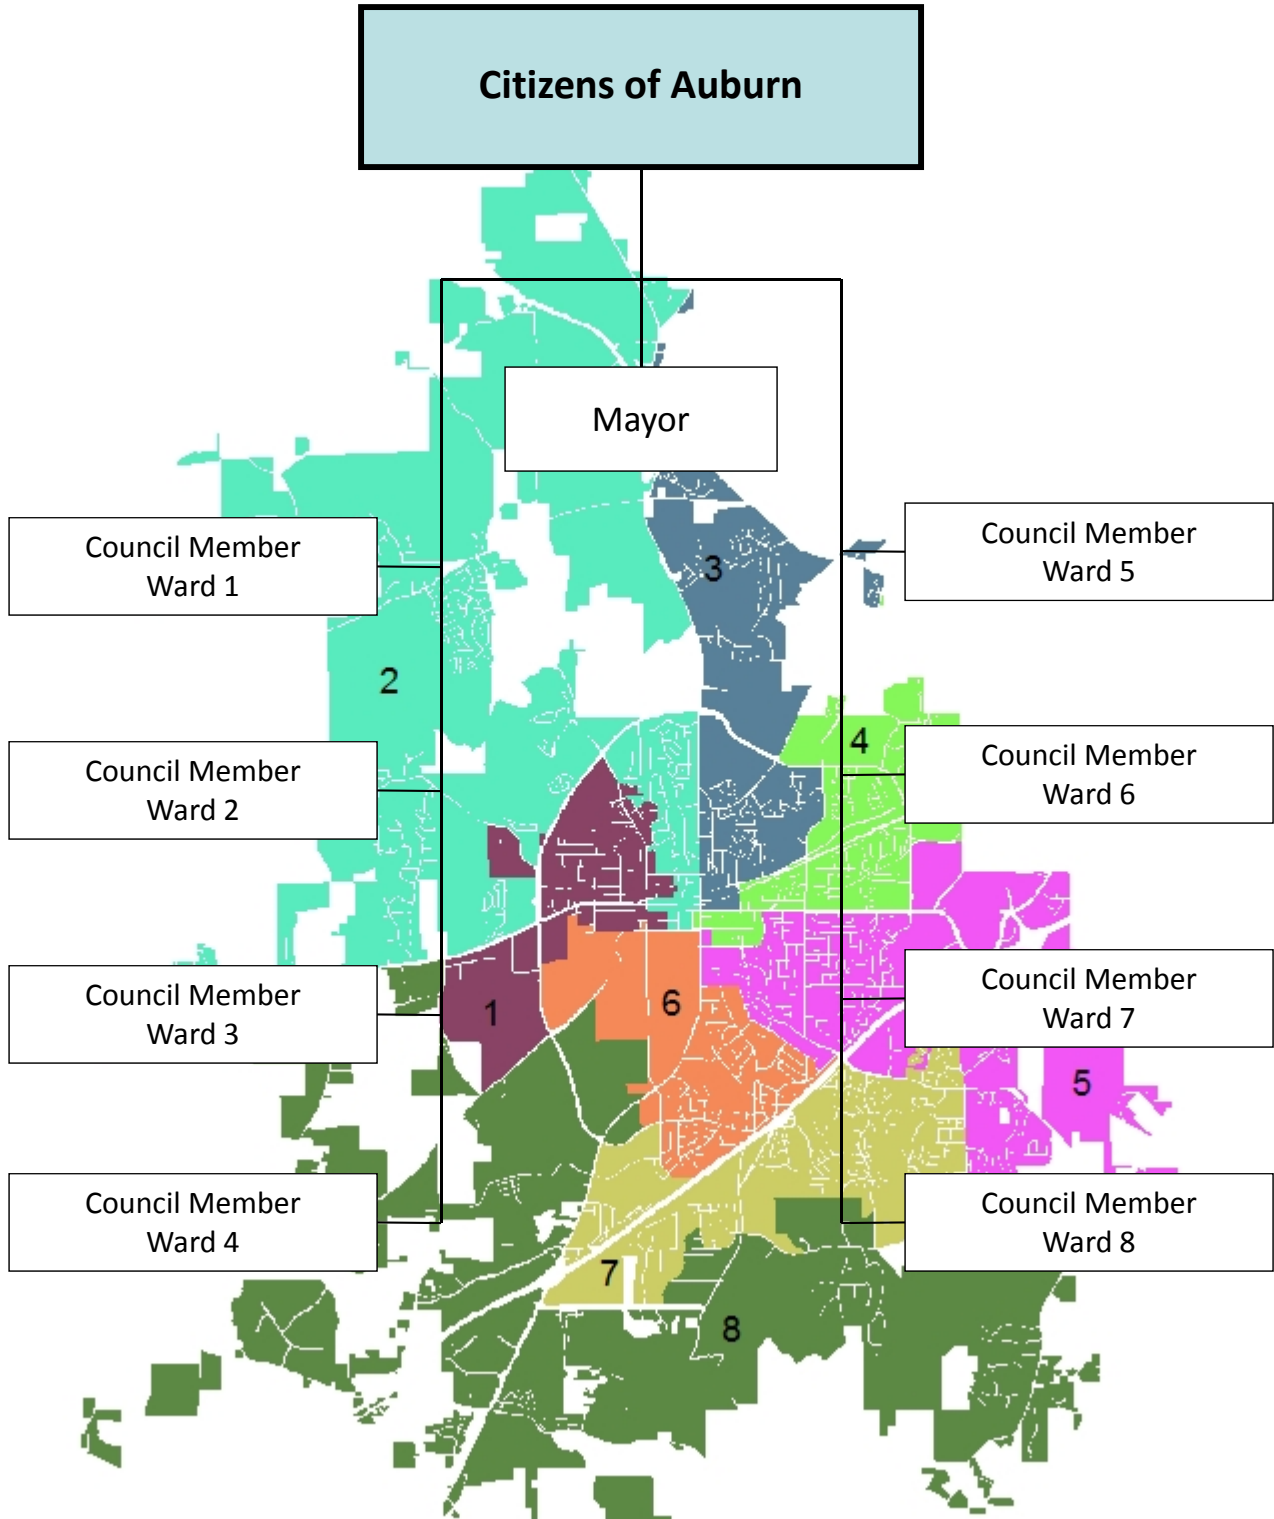 Citizens of Auburn
Mayor
3
Council Member
Ward 1
Council Member
Ward 5
2
4
Council Member
Ward 2
Council Member
Ward 6
Council Member
Ward 3
1
6
Council Member
Ward 7
5
Council Member
Ward 4
Council Member
Ward 8
7
8